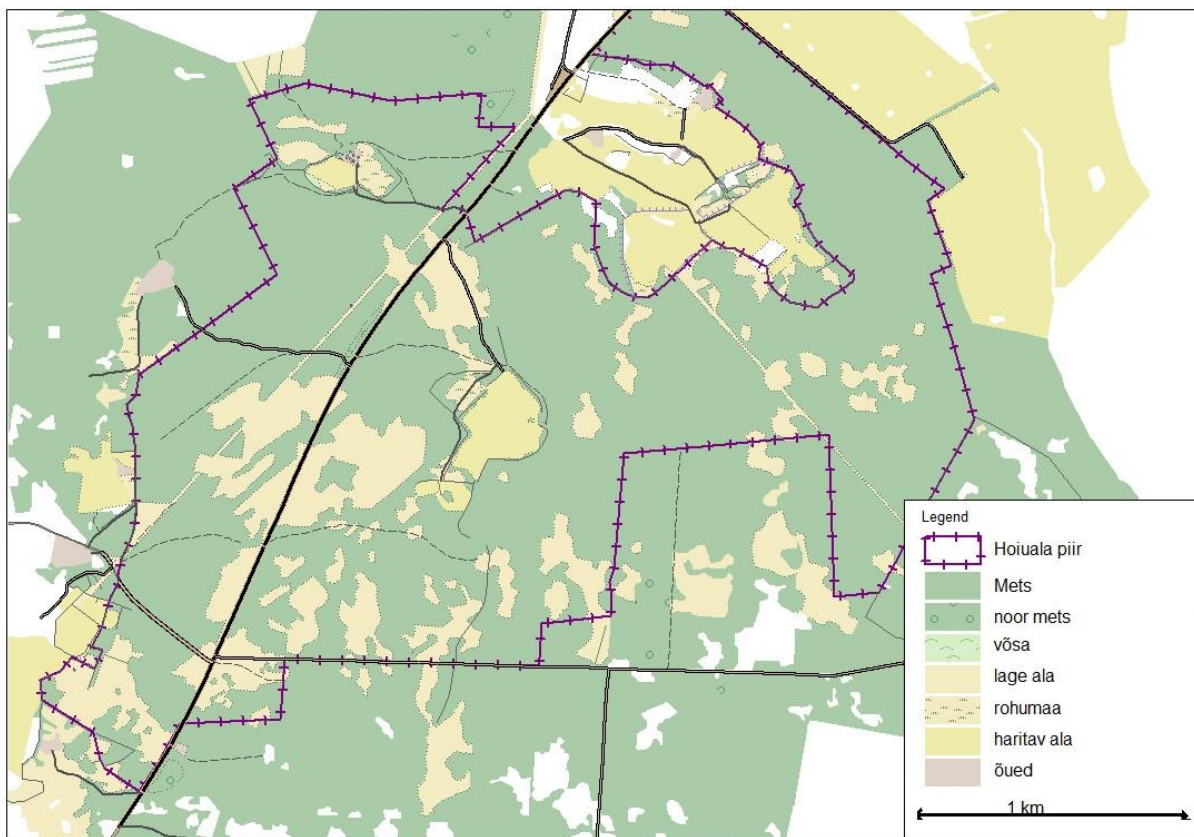 Legend
Hoiuala piir
Mets
noor mets
võsa
lage ala
rohumaa
haritav ala
õued
1 km